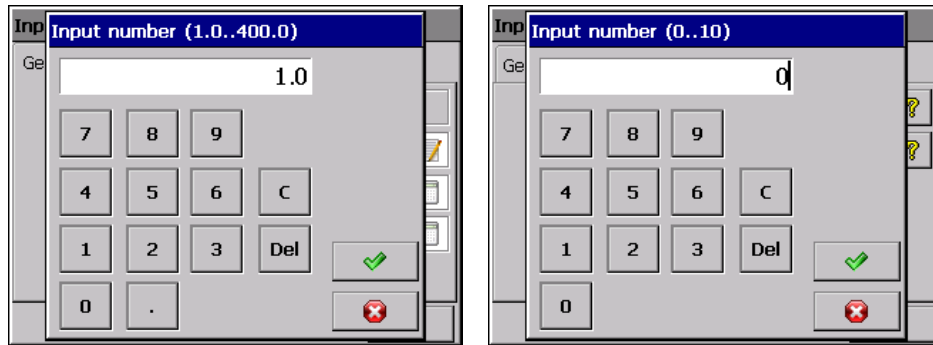 Inp
Input number (1.0..400.0)
Ge
1.0
7 8 9
4 5 6 C
1 2 3 Del
0 .
Inp
Input number (0..10)
Ge
0
7 8 9
4 5 6 C
1 2 3 Del
0